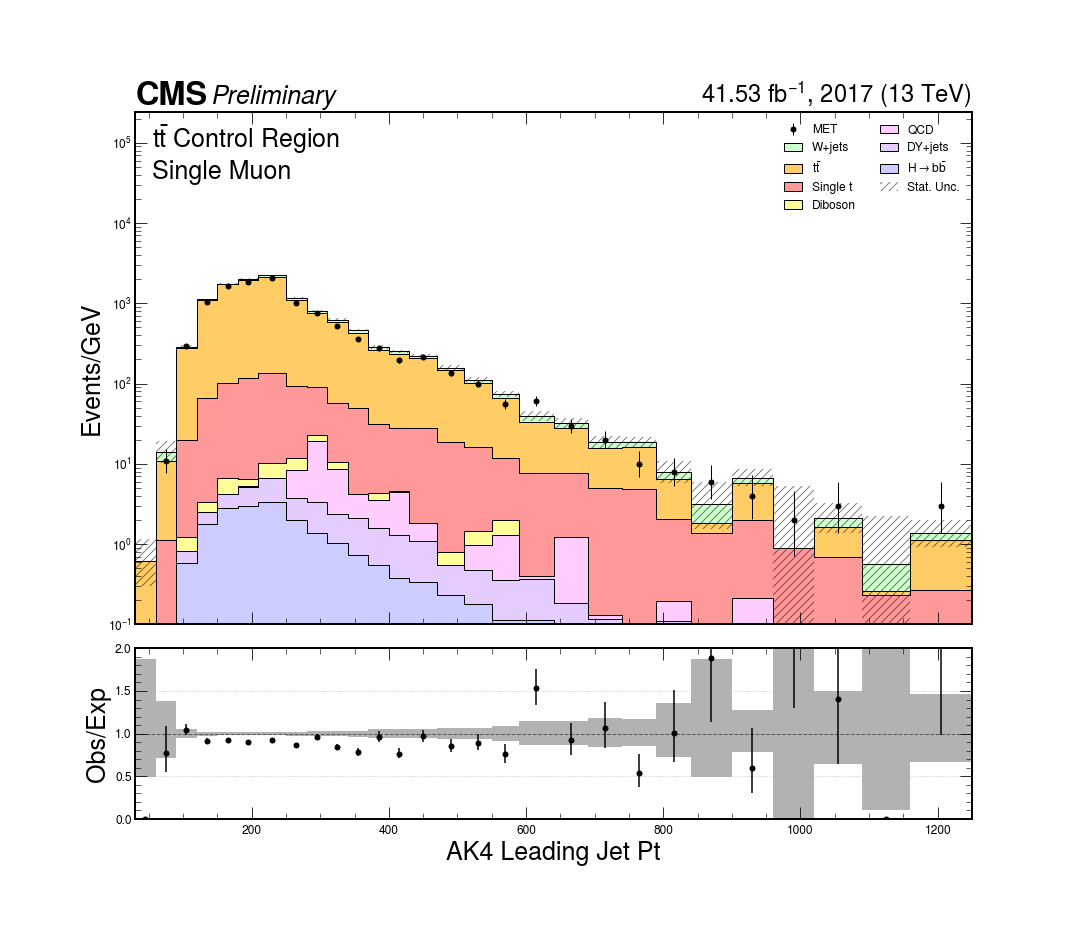 CMS Preliminary
41.53 fb⁻¹, 2017 (13 TeV)
tt̄ Control Region
Single Muon
MET
W+jets
tt̄
Single t
Diboson
QCD
DY+jets
H→bb̄
Stat. Unc.
Events/GeV
10⁵
10⁴
10³
10²
10¹
10⁰
10⁻¹
Obs/Exp
2.0
1.5
1.0
0.5
0.0
200
400
600
800
1000
1200
AK4 Leading Jet Pt